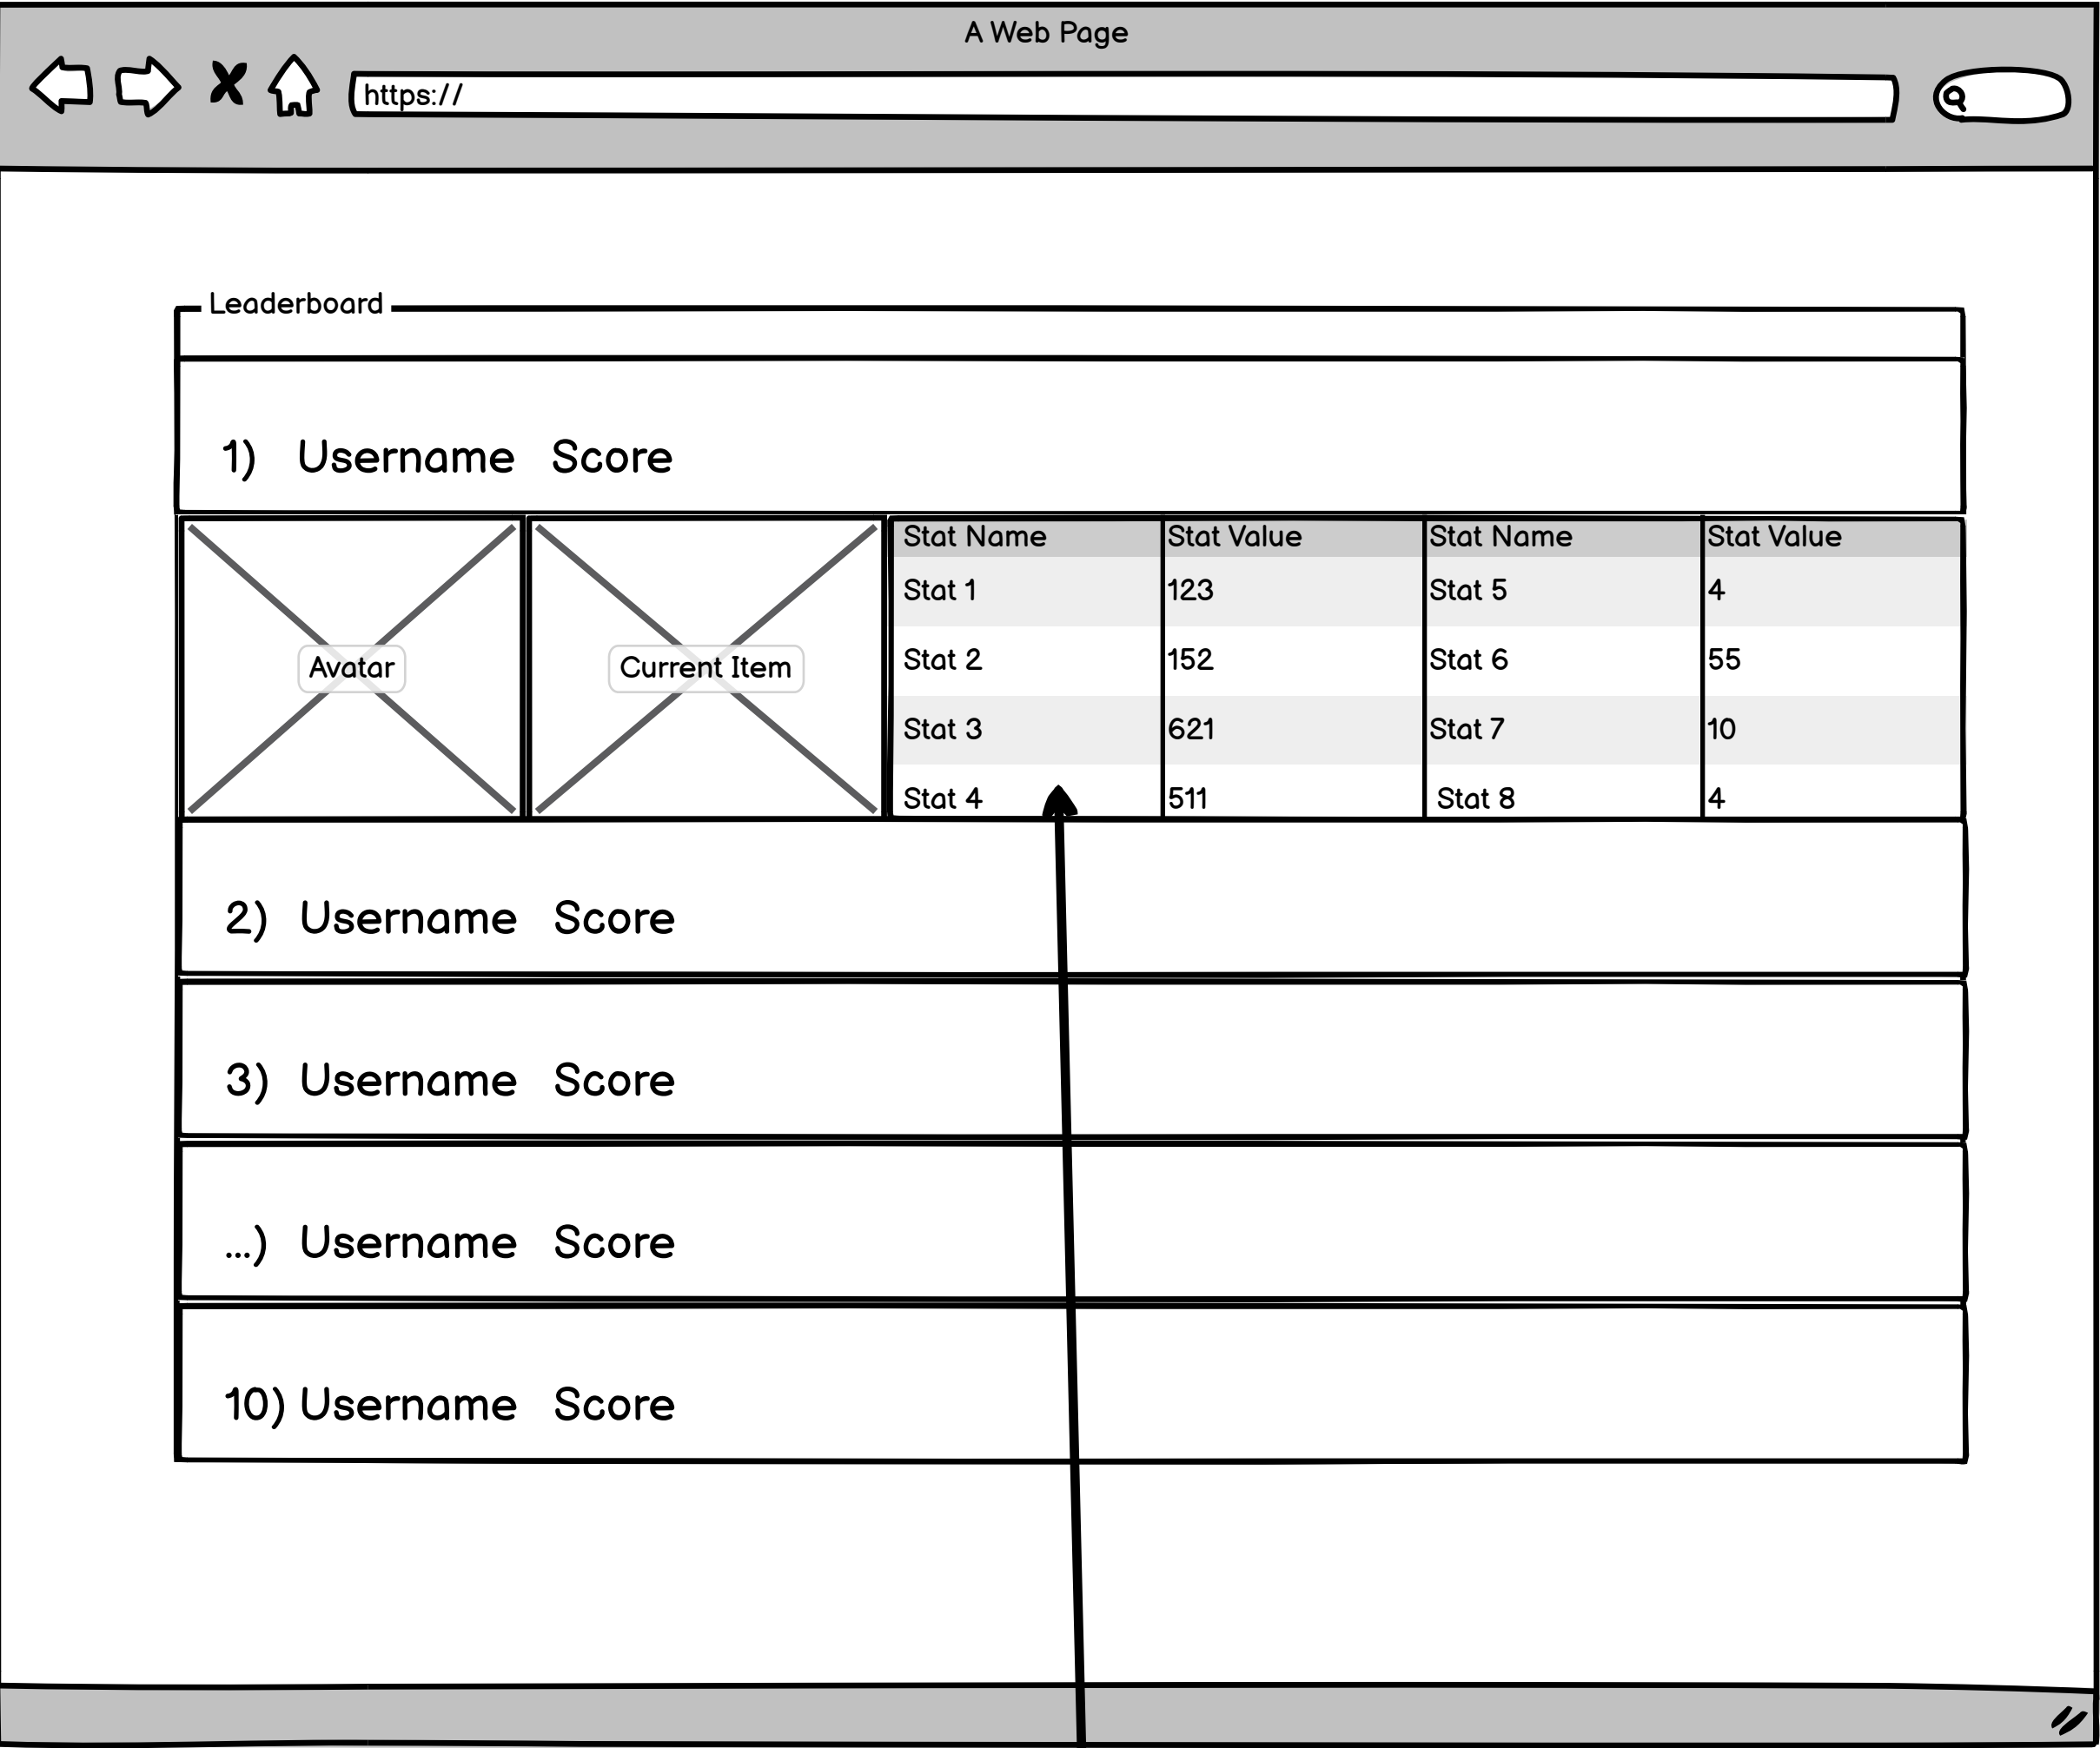 A Web Page
https://
Leaderboard
1) Username Score
Avatar
Current Item
Stat Name Stat Value Stat Name Stat Value
Stat 1 123 Stat 5 4
Stat 2 152 Stat 6 55
Stat 3 621 Stat 7 10
Stat 4 511 Stat 8 4
2) Username Score
3) Username Score
...) Username Score
10) Username Score